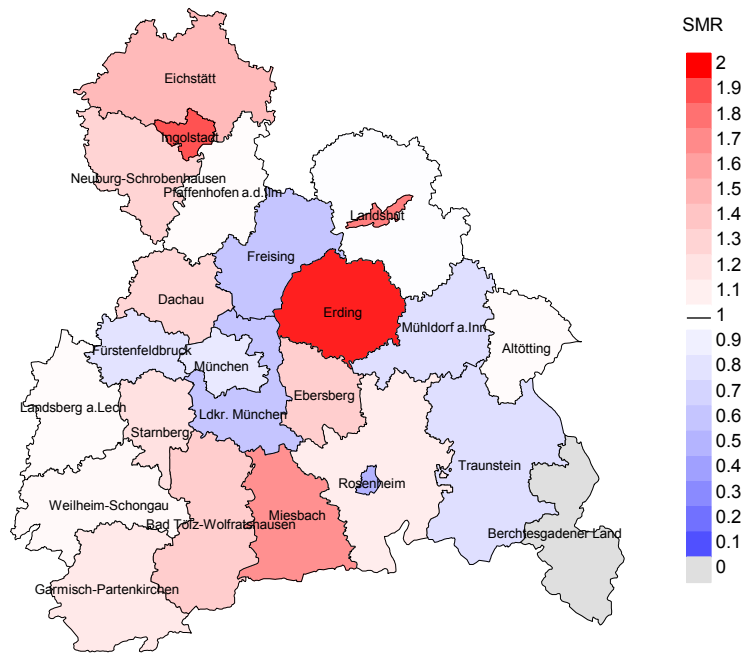 SMR
2
1.9
1.8
1.7
1.6
1.5
1.4
1.3
1.2
1.1
1
0.9
0.8
0.7
0.6
0.5
0.4
0.3
0.2
0.1
0
Eichstätt
Ingolstadt
Neuburg-Schrobenhausen
Pfaffenhofen a.d.Ilm
Landshut
Freising
Dachau
Erding
Mühldorf a.Inn
Altötting
Fürstenfeldbruck
München
Ebersberg
Landsberg a.Lech
Ldkr. München
Starnberg
Traunstein
Rosenheim
Weilheim-Schongau
Miesbach
Bad Tölz-Wolfratshausen
Berchtesgadener Land
Garmisch-Partenkirchen